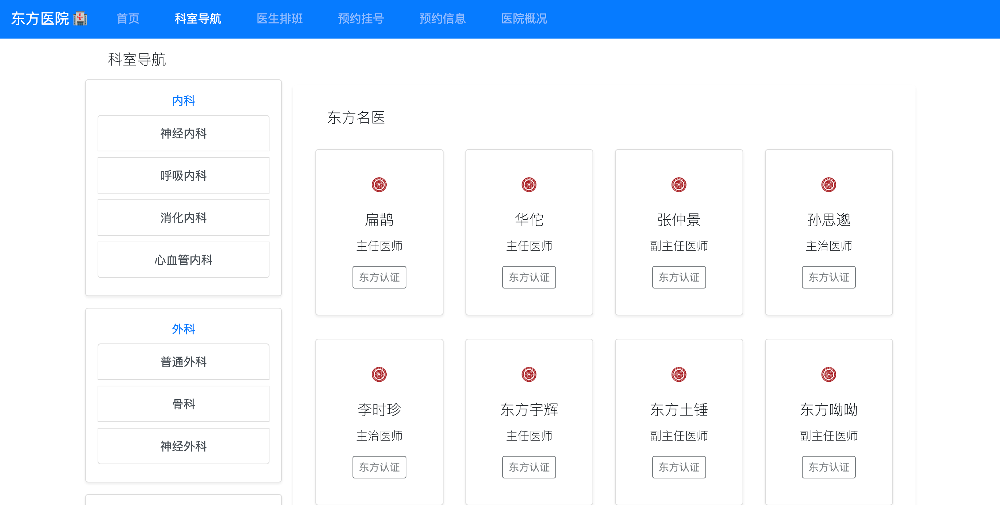 东方医院 首页 科室导航 医生排班 预约挂号 预约信息 医院概况
科室导航
内科
神经内科
呼吸内科
消化内科
心血管内科
外科
普通外科
骨科
神经外科
东方名医
扁鹊
主任医师
东方认证
华佗
主任医师
东方认证
张仲景
副主任医师
东方认证
孙思邈
主治医师
东方认证
李时珍
主治医师
东方认证
东方宇辉
主任医师
东方认证
东方土锤
副主任医师
东方认证
东方呦呦
副主任医师
东方认证